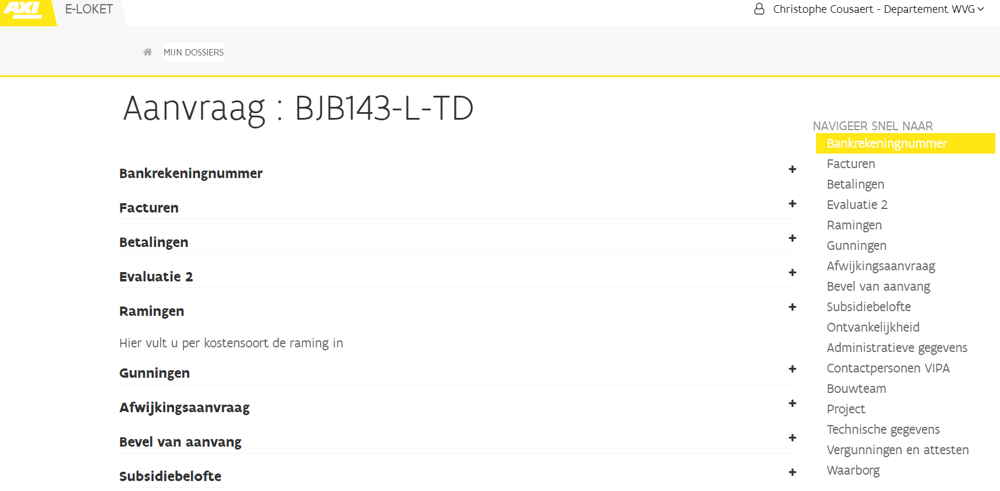 AXI
E-LOKET
Christophe Cousaert - Departement WVG
MIJN DOSSIERS
Aanvraag : BJB143-L-TD
Bankrekeningnummer
Facturen
Betalingen
Evaluatie 2
Ramingen
Hier vult u per kostensoort de raming in
Gunningen
Afwijkingsaanvraag
Bevel van aanvang
Subsidiebelofte
NAVIGEER SNEL NAAR
Bankrekeningnummer
Facturen
Betalingen
Evaluatie 2
Ramingen
Gunningen
Afwijkingsaanvraag
Bevel van aanvang
Subsidiebelofte
Ontvankelijkheid
Administratieve gegevens
Contactpersonen VIPA
Bouwteam
Project
Technische gegevens
Vergunningen en attesten
Waarborg